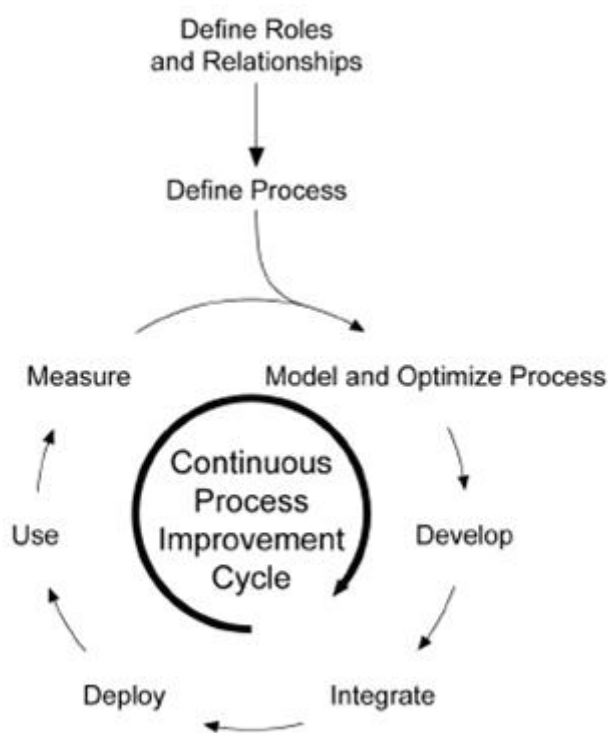 Define Roles
and Relationships
Define Process
Measure
Model and Optimize Process
Continuous
Process
Improvement
Cycle
Use
Develop
Deploy
Integrate